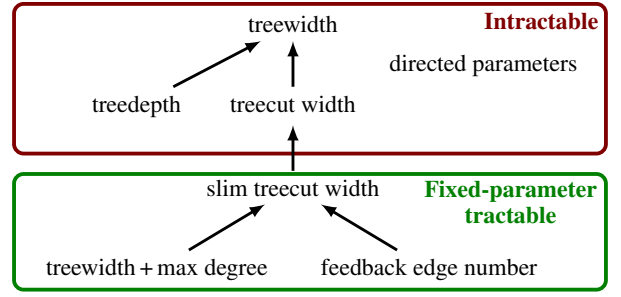 treewidth
Intractable
directed parameters
treedepth
treecut width
slim treecut width
Fixed-parameter
tractable
treewidth + max degree
feedback edge number